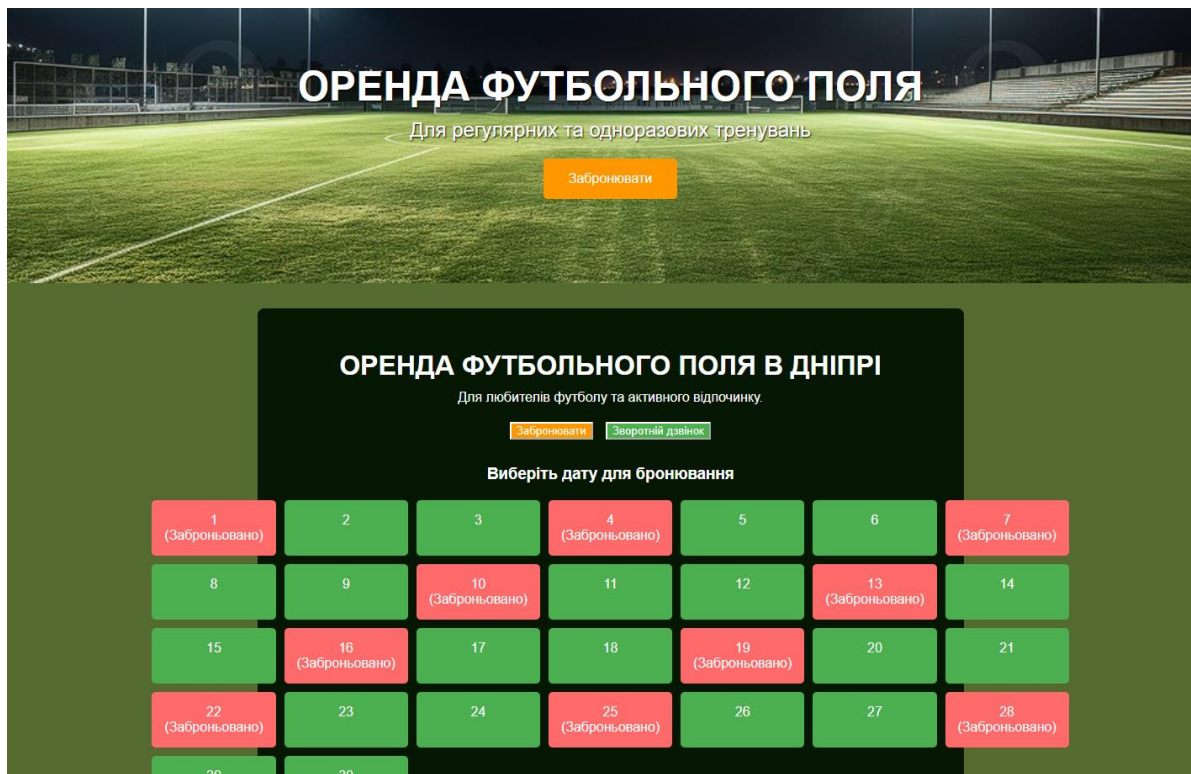 ОРЕНДА ФУТБОЛЬНОГО ПОЛЯ
Для регулярних та одноразових тренувань
Забронювати
ОРЕНДА ФУТБОЛЬНОГО ПОЛЯ В ДНІПРІ
Для любителів футболу та активного відпочинку.
Забронювати Зворотній дзвінок
Виберіть дату для бронювання
1 2 3 4 5 6 7
(Заброньовано) (Заброньовано) (Заброньовано)
8 9 10 11 12 13 14
(Заброньовано) (Заброньовано)
15 16 17 18 19 20 21
(Заброньовано) (Заброньовано)
22 23 24 25 26 27 28
(Заброньовано) (Заброньовано) (Заброньовано)